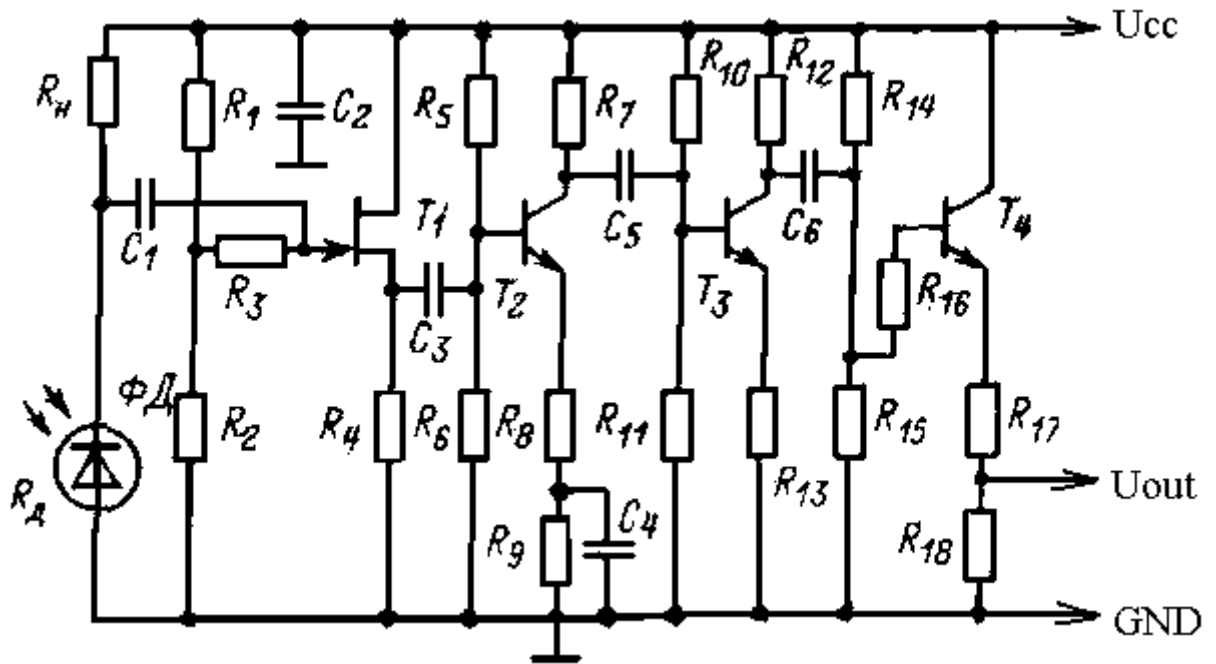 Ucc
Rн
R1
C2
R5
R7
R10
R12
R14
C1
R3
T1
C3
T2
C5
T3
C6
R16
T4
ФД
Rд
R2
R4
R6
R8
R11
R13
R15
R17
Uout
R9
C4
R18
GND